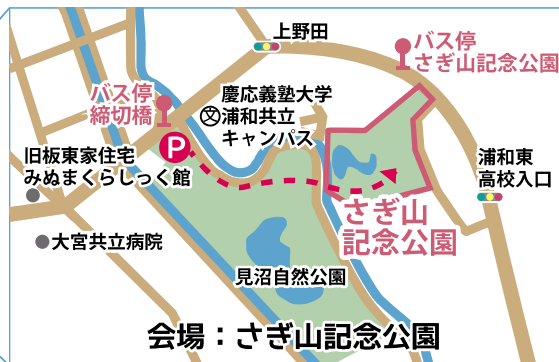 上野田
バス停
さぎ山記念公園
バス停
締切橋
慶応義塾大学
浦和共立
キャンパス
文
P
旧板東家住宅
みぬまくらしっく館
浦和東
高校入口
さぎ山
記念公園
大宮共立病院
見沼自然公園
会場：さぎ山記念公園